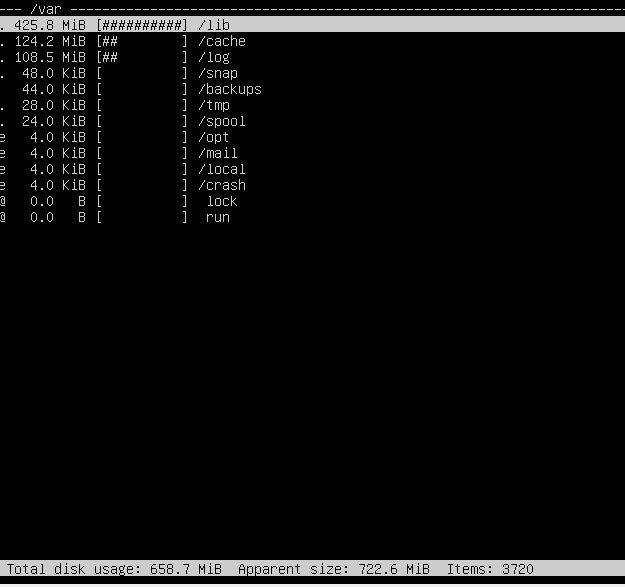 --- /var ----------------------------------------------------------------------
. 425.8 MiB [##########] /lib
. 124.2 MiB [##        ] /cache
. 108.5 MiB [##        ] /log
.  48.0 KiB [          ] /snap
   44.0 KiB [          ] /backups
.  28.0 KiB [          ] /tmp
.  24.0 KiB [          ] /spool
e   4.0 KiB [          ] /opt
e   4.0 KiB [          ] /mail
e   4.0 KiB [          ] /local
e   4.0 KiB [          ] /crash
@   0.0   B [          ]  lock
@   0.0   B [          ]  run
Total disk usage: 658.7 MiB  Apparent size: 722.6 MiB  Items: 3720